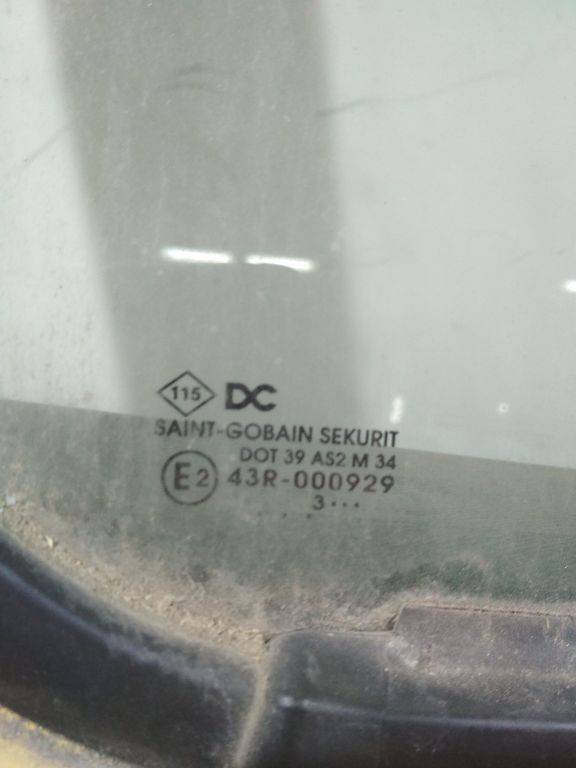 115 DC
SAINT-GOBAIN SEKURIT
DOT 39 AS2 M 34
E2 43R-000929
3...